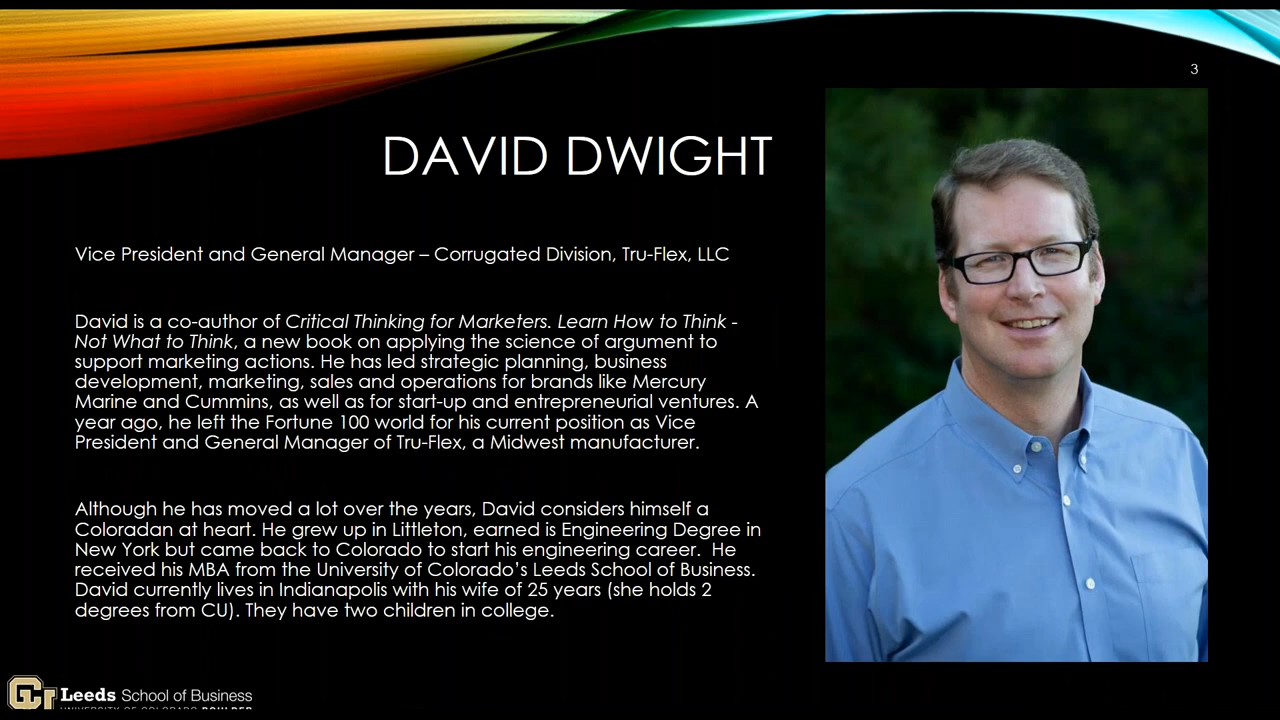 3
DAVID DWIGHT
Vice President and General Manager – Corrugated Division, Tru-Flex, LLC
David is a co-author of Critical Thinking for Marketers. Learn How to Think -
Not What to Think, a new book on applying the science of argument to
support marketing actions. He has led strategic planning, business
development, marketing, sales and operations for brands like Mercury
Marine and Cummins, as well as for start-up and entrepreneurial ventures. A
year ago, he left the Fortune 100 world for his current position as Vice
President and General Manager of Tru-Flex, a Midwest manufacturer.
Although he has moved a lot over the years, David considers himself a
Coloradan at heart. He grew up in Littleton, earned is Engineering Degree in
New York but came back to Colorado to start his engineering career.  He
received his MBA from the University of Colorado’s Leeds School of Business.
David currently lives in Indianapolis with his wife of 25 years (she holds 2
degrees from CU). They have two children in college.
CU Leeds School of Business
UNIVERSITY OF COLORADO BOULDER